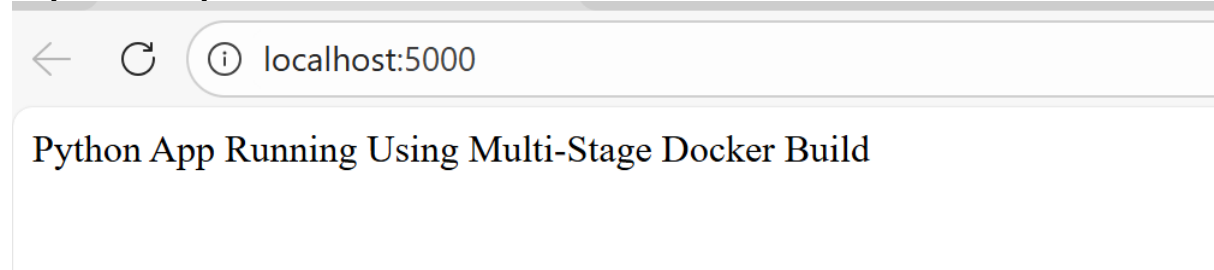 localhost:5000
Python App Running Using Multi-Stage Docker Build